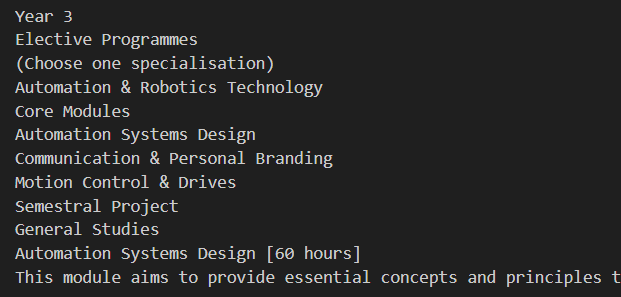 Year 3
Elective Programmes
(Choose one specialisation)
Automation & Robotics Technology
Core Modules
Automation Systems Design
Communication & Personal Branding
Motion Control & Drives
Semestral Project
General Studies
Automation Systems Design [60 hours]
This module aims to provide essential concepts and principles